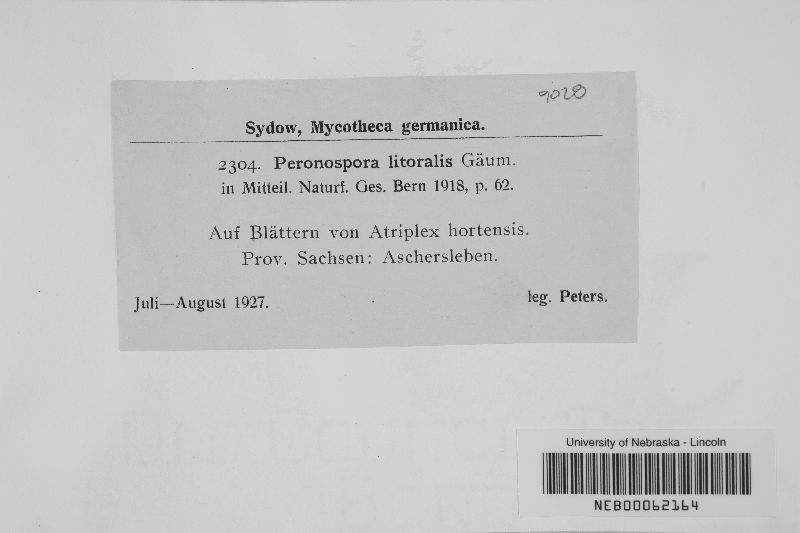 9028
Sydow, Mycotheca germanica.
2304. Peronospora litoralis Gäum.
in Mitteil. Naturf. Ges. Bern 1918, p. 62.
Auf Blättern von Atriplex hortensis.
Prov. Sachsen: Aschersleben.
Juli—August 1927. leg. Peters.
University of Nebraska - Lincoln
NEB00062164